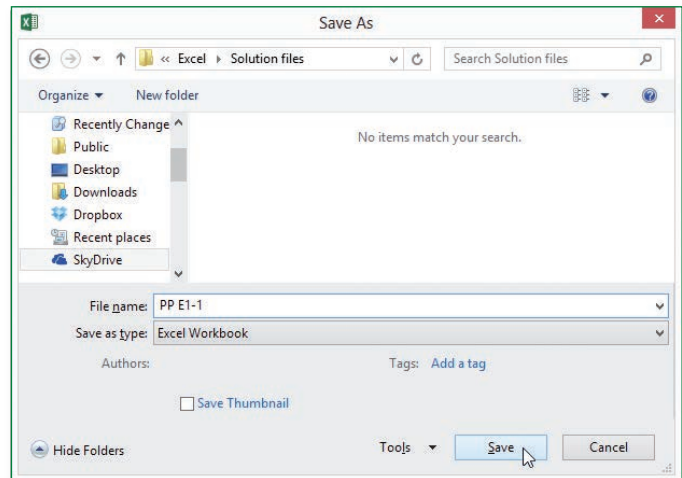 Save As
« Excel ▸ Solution files
Search Solution files
Organize ▾ New folder
Recently Change
Public
Desktop
Downloads
Dropbox
Recent places
SkyDrive
No items match your search.
File name: PP E1-1
Save as type: Excel Workbook
Authors:
Tags: Add a tag
Save Thumbnail
Hide Folders
Tools ▾ Save Cancel